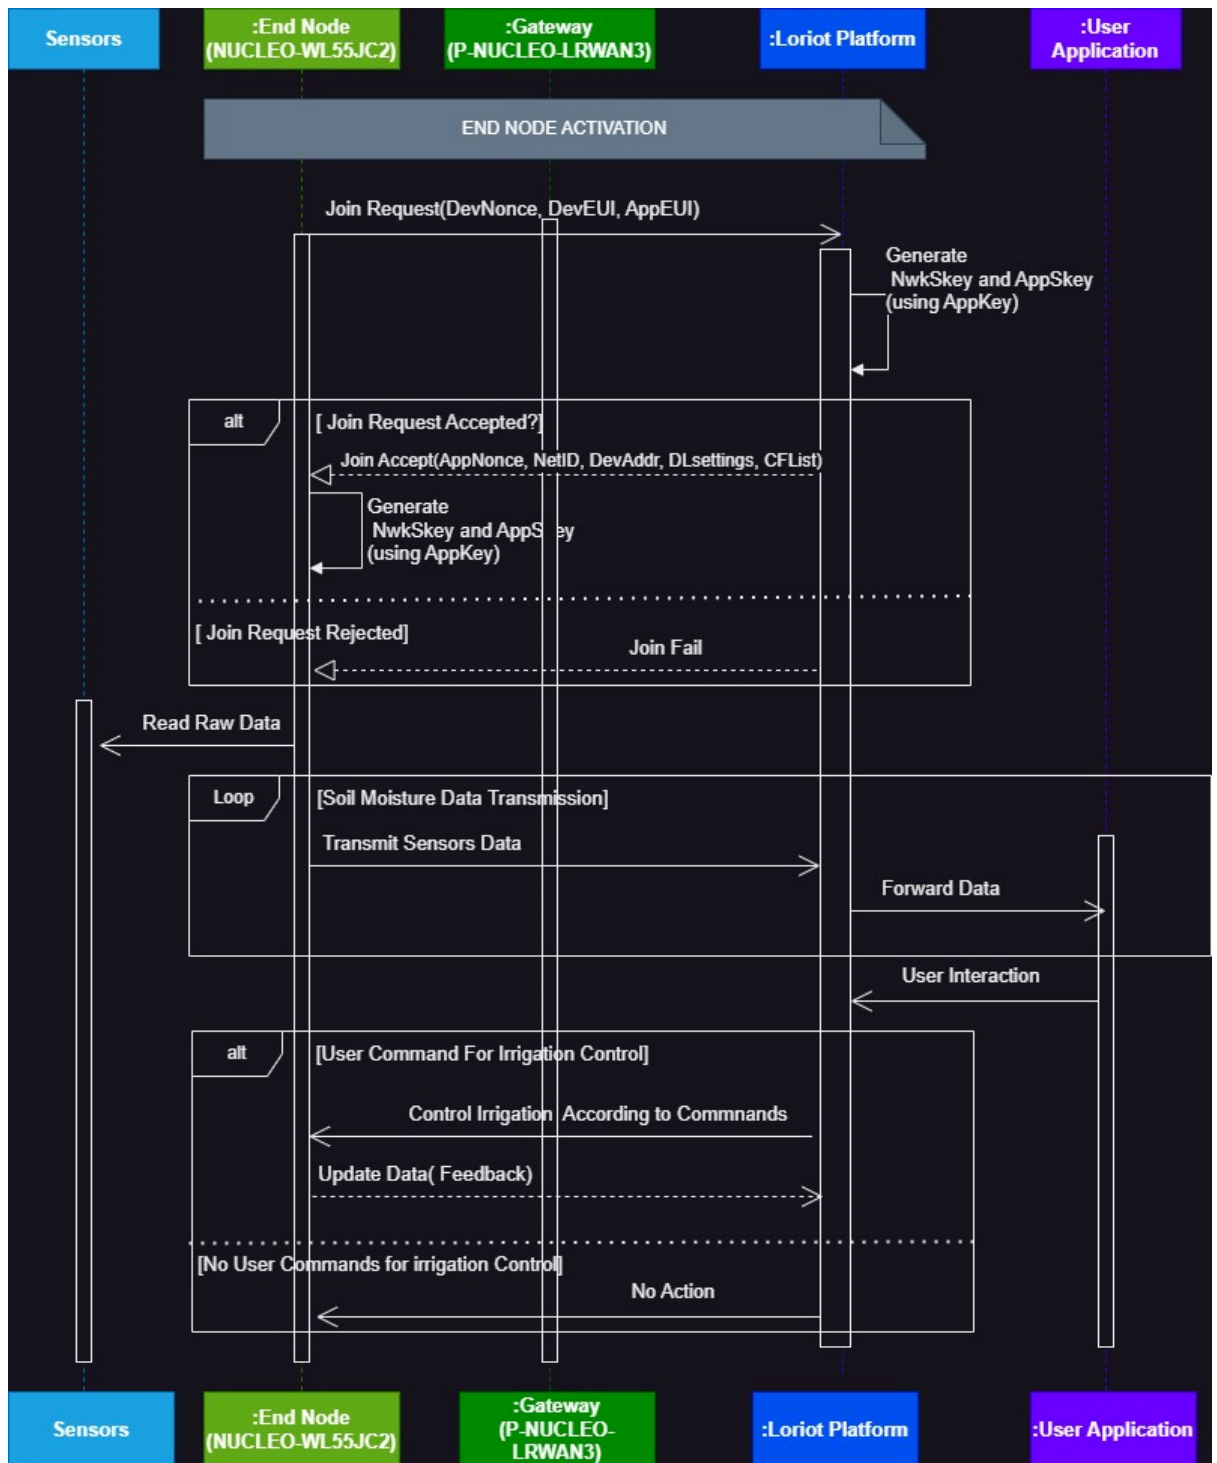 Sensors
:End Node
(NUCLEO-WL55JC2)
:Gateway
(P-NUCLEO-LRWAN3)
:Loriot Platform
:User
Application
END NODE ACTIVATION
Join Request(DevNonce, DevEUI, AppEUI)
Generate
NwkSkey and AppSkey
(using AppKey)
alt
[ Join Request Accepted?]
Join Accept(AppNonce, NetID, DevAddr, DLsettings, CFList)
Generate
NwkSkey and AppS ey
(using AppKey)
[ Join Request Rejected]
Join Fail
Read Raw Data
Loop
[Soil Moisture Data Transmission]
Transmit Sensors Data
Forward Data
User Interaction
alt
[User Command For Irrigation Control]
Control Irrigation According to Commnands
Update Data( Feedback)
[No User Commands for irrigation Control]
No Action
Sensors
:End Node
(NUCLEO-WL55JC2)
:Gateway
(P-NUCLEO-
LRWAN3)
:Loriot Platform
:User Application